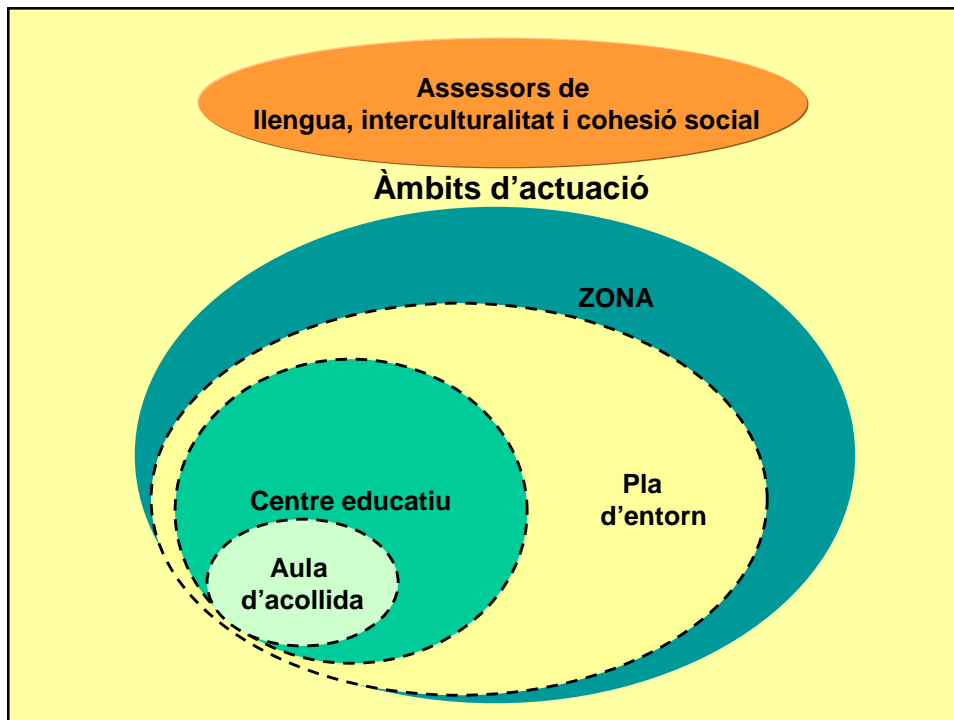 Assessors de
llengua, interculturalitat i cohesió social
Àmbits d’actuació
ZONA
Centre educatiu
Pla
d’entorn
Aula
d’acollida